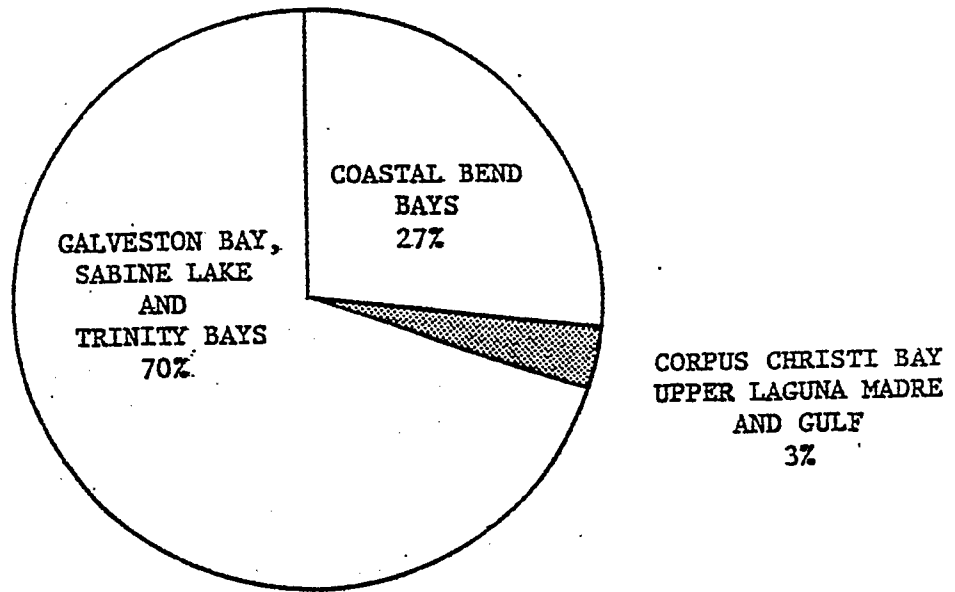 COASTAL BEND
BAYS
27%
GALVESTON BAY,
SABINE LAKE
AND
TRINITY BAYS
70%
CORPUS CHRISTI BAY
UPPER LAGUNA MADRE
AND GULF
3%